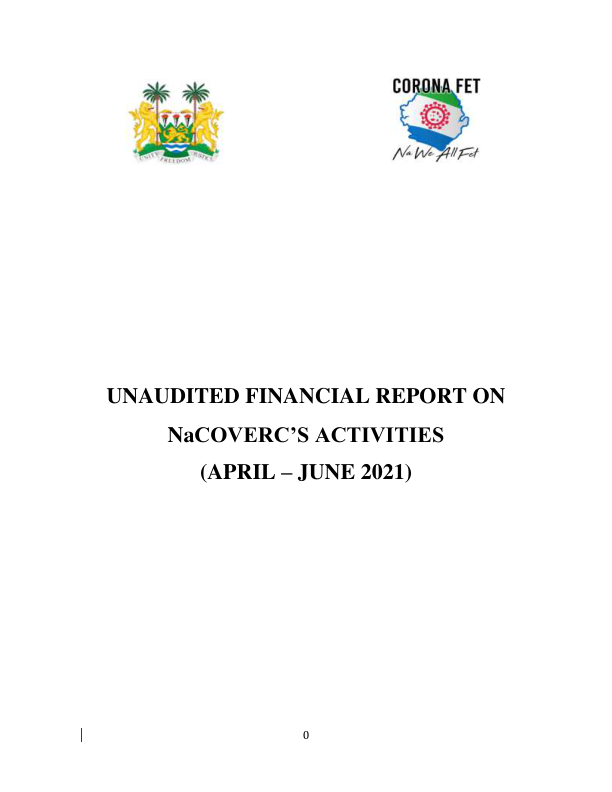 CORONA FET
Na We All Fet
UNITY FREEDOM JUSTICE
UNAUDITED FINANCIAL REPORT ON
NaCOVERC’S ACTIVITIES
(APRIL – JUNE 2021)
0